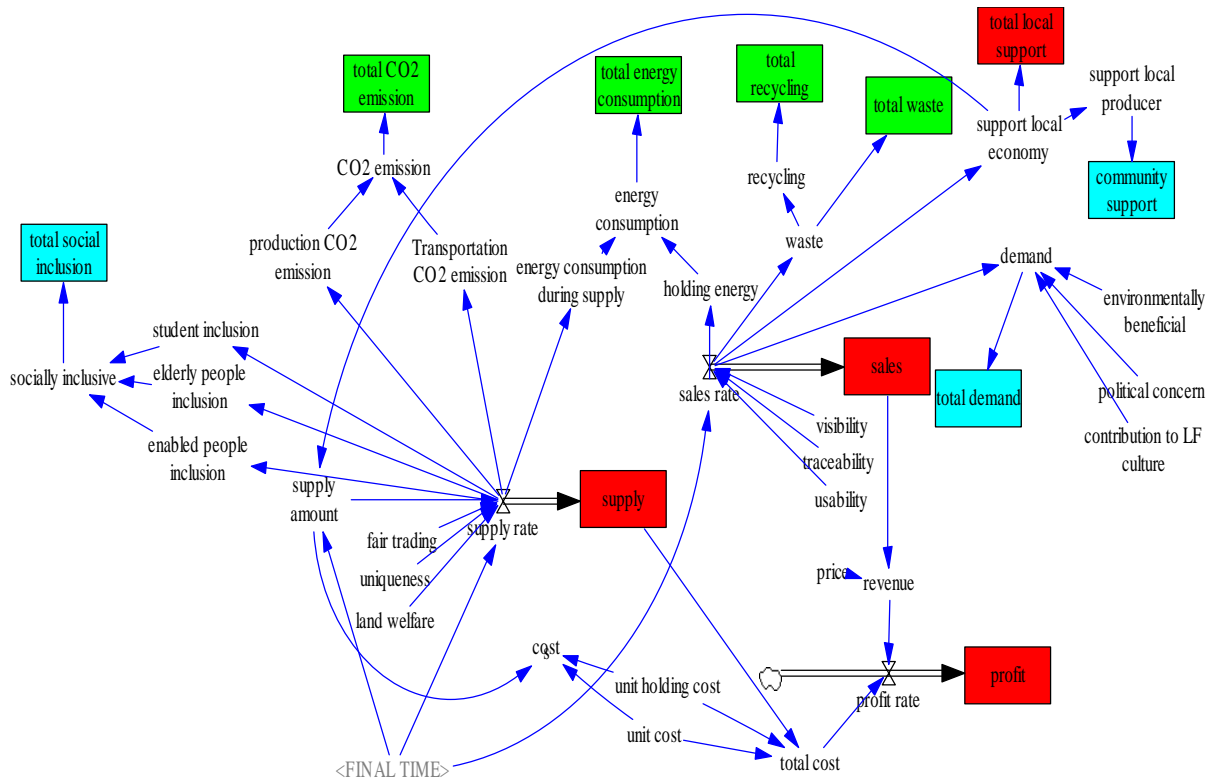 total local
support
total CO2
emission
total energy
consumption
total
recycling
total waste
support local
producer
support local
economy
CO2 emission
recycling
community
support
energy
consumption
total social
inclusion
production CO2
emission
Transportation
CO2 emission
waste
energy consumption
during supply
demand
holding energy
environmentally
beneficial
student inclusion
socially inclusive
elderly people
inclusion
sales
sales rate
total demand
political concern
visibility
enabled people
inclusion
contribution to LF
culture
traceability
supply
amount
usability
supply
supply rate
fair trading
uniqueness
land welfare
price
revenue
cost
s
unit holding cost
profit
profit rate
unit cost
total cost
<FINAL TIME>